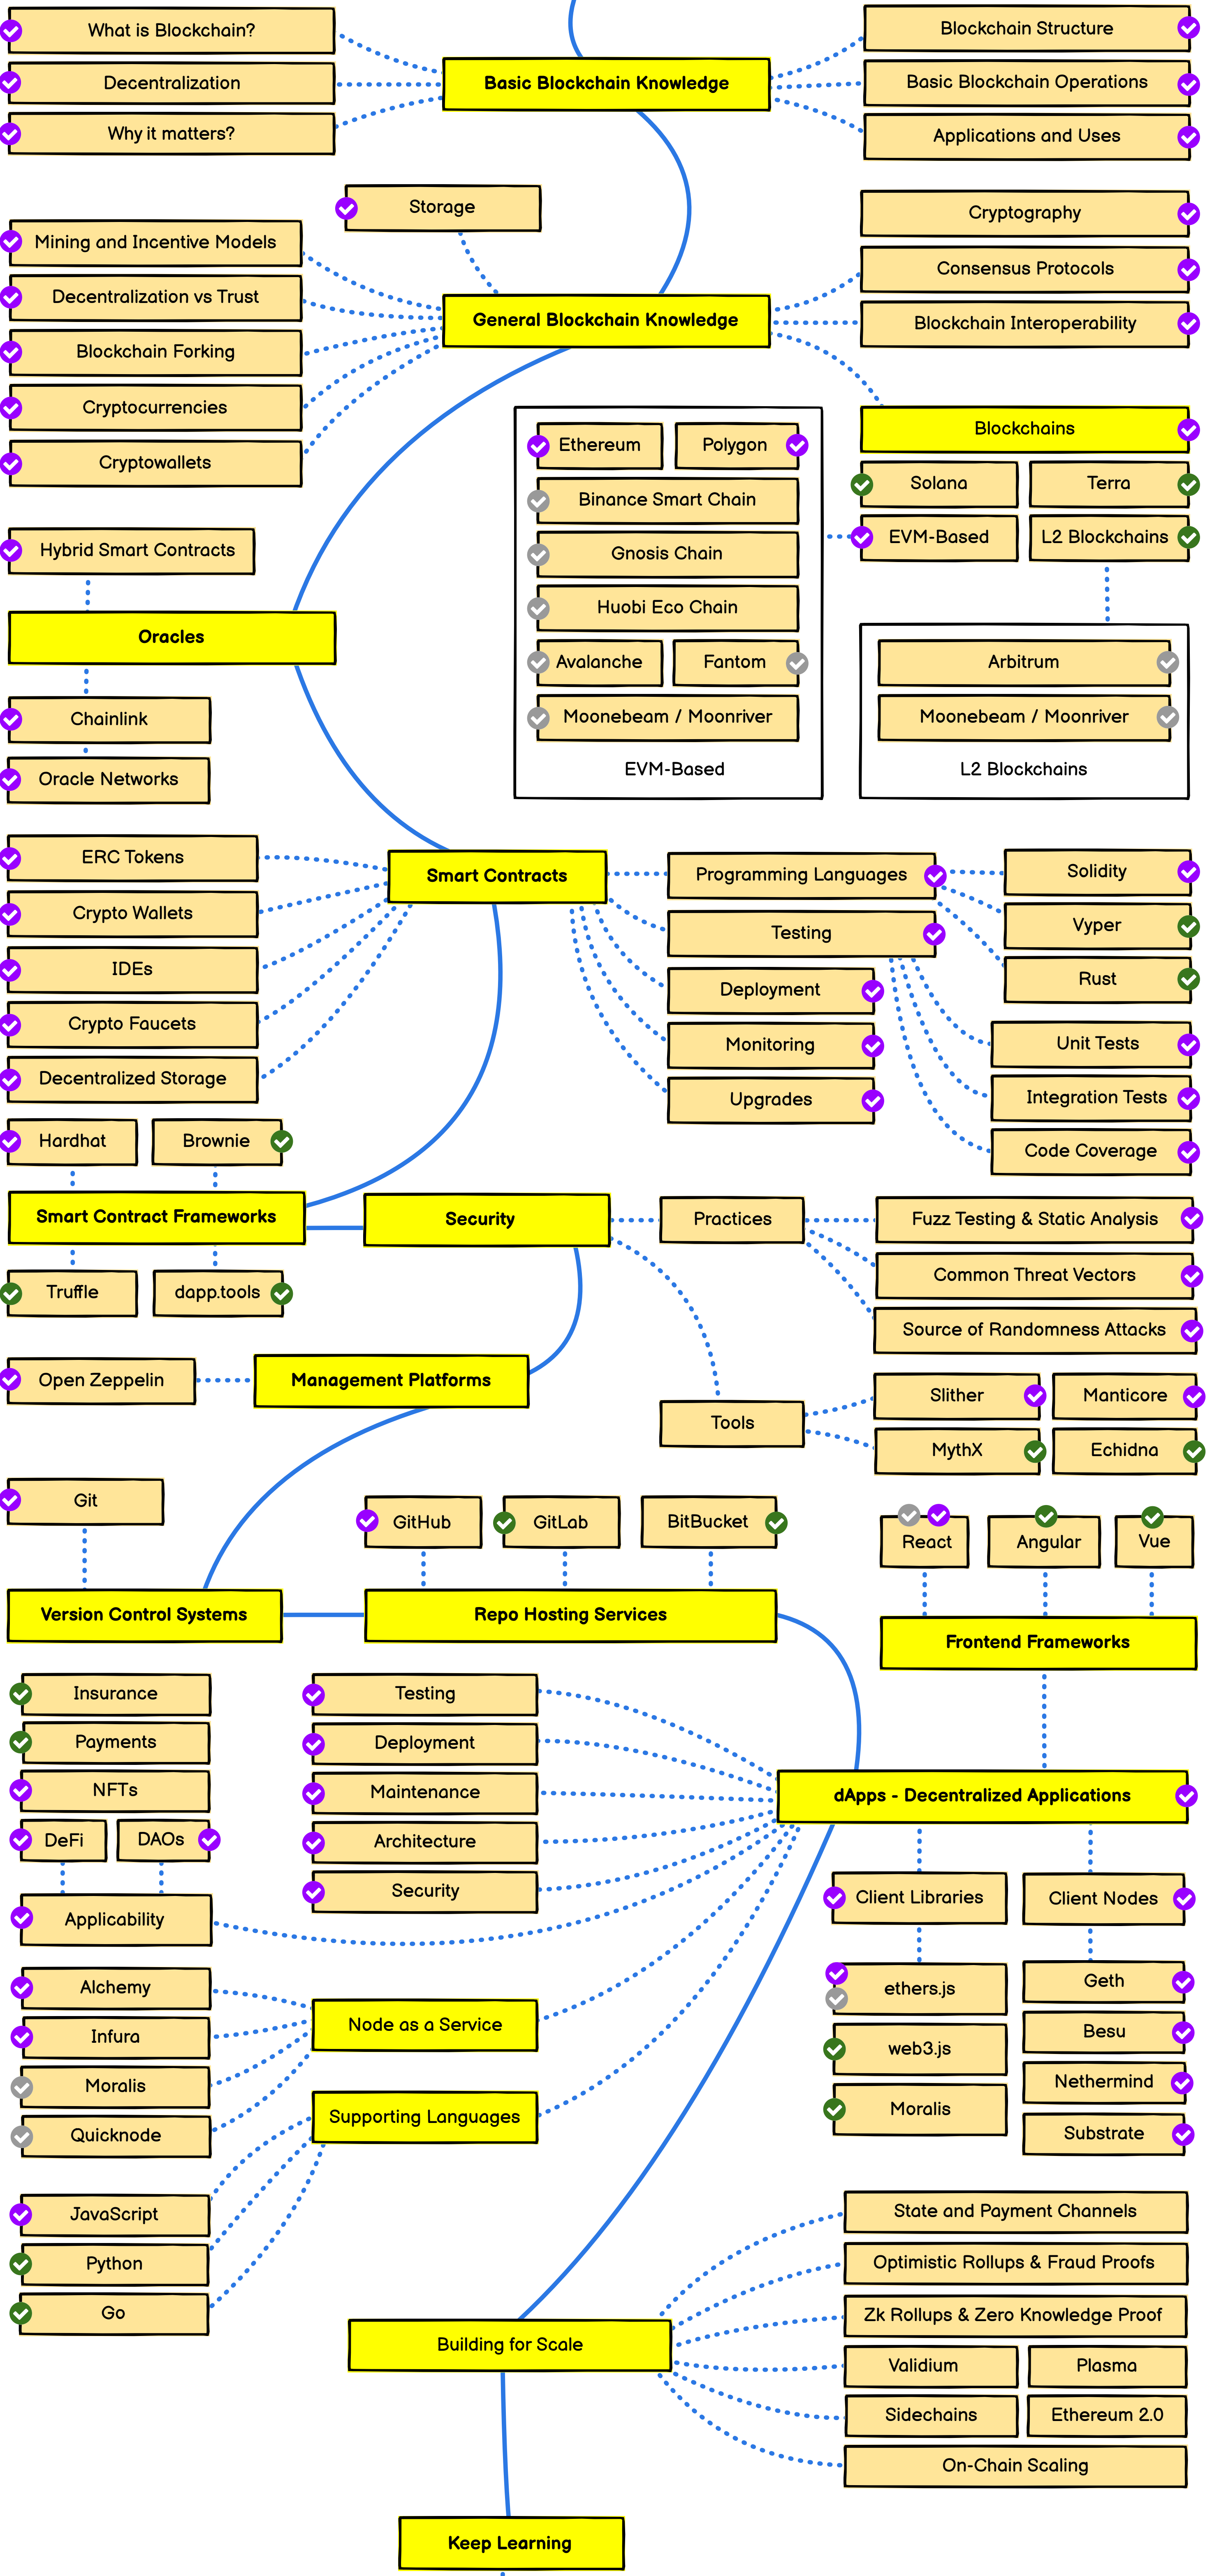 What is Blockchain?
Decentralization
Why it matters?
Basic Blockchain Knowledge
Blockchain Structure
Basic Blockchain Operations
Applications and Uses
Storage
Mining and Incentive Models
Decentralization vs Trust
Blockchain Forking
Cryptocurrencies
Cryptowallets
General Blockchain Knowledge
Cryptography
Consensus Protocols
Blockchain Interoperability
Blockchains
Solana
Terra
EVM-Based
L2 Blockchains
Ethereum
Polygon
Binance Smart Chain
Gnosis Chain
Huobi Eco Chain
Avalanche
Fantom
Moonebeam / Moonriver
EVM-Based
Arbitrum
Moonebeam / Moonriver
L2 Blockchains
Hybrid Smart Contracts
Oracles
Chainlink
Oracle Networks
ERC Tokens
Crypto Wallets
IDEs
Crypto Faucets
Decentralized Storage
Smart Contracts
Programming Languages
Testing
Deployment
Monitoring
Upgrades
Solidity
Vyper
Rust
Unit Tests
Integration Tests
Code Coverage
Hardhat
Brownie
Smart Contract Frameworks
Truffle
dapp.tools
Security
Practices
Fuzz Testing & Static Analysis
Common Threat Vectors
Source of Randomness Attacks
Tools
Slither
Manticore
MythX
Echidna
Open Zeppelin
Management Platforms
Git
Version Control Systems
GitHub
GitLab
BitBucket
Repo Hosting Services
React
Angular
Vue
Frontend Frameworks
Insurance
Payments
NFTs
DeFi
DAOs
Applicability
Testing
Deployment
Maintenance
Architecture
Security
dApps - Decentralized Applications
Client Libraries
Client Nodes
ethers.js
web3.js
Moralis
Geth
Besu
Nethermind
Substrate
Alchemy
Infura
Moralis
Quicknode
Node as a Service
Supporting Languages
JavaScript
Python
Go
Building for Scale
State and Payment Channels
Optimistic Rollups & Fraud Proofs
Zk Rollups & Zero Knowledge Proof
Validium
Plasma
Sidechains
Ethereum 2.0
On-Chain Scaling
Keep Learning